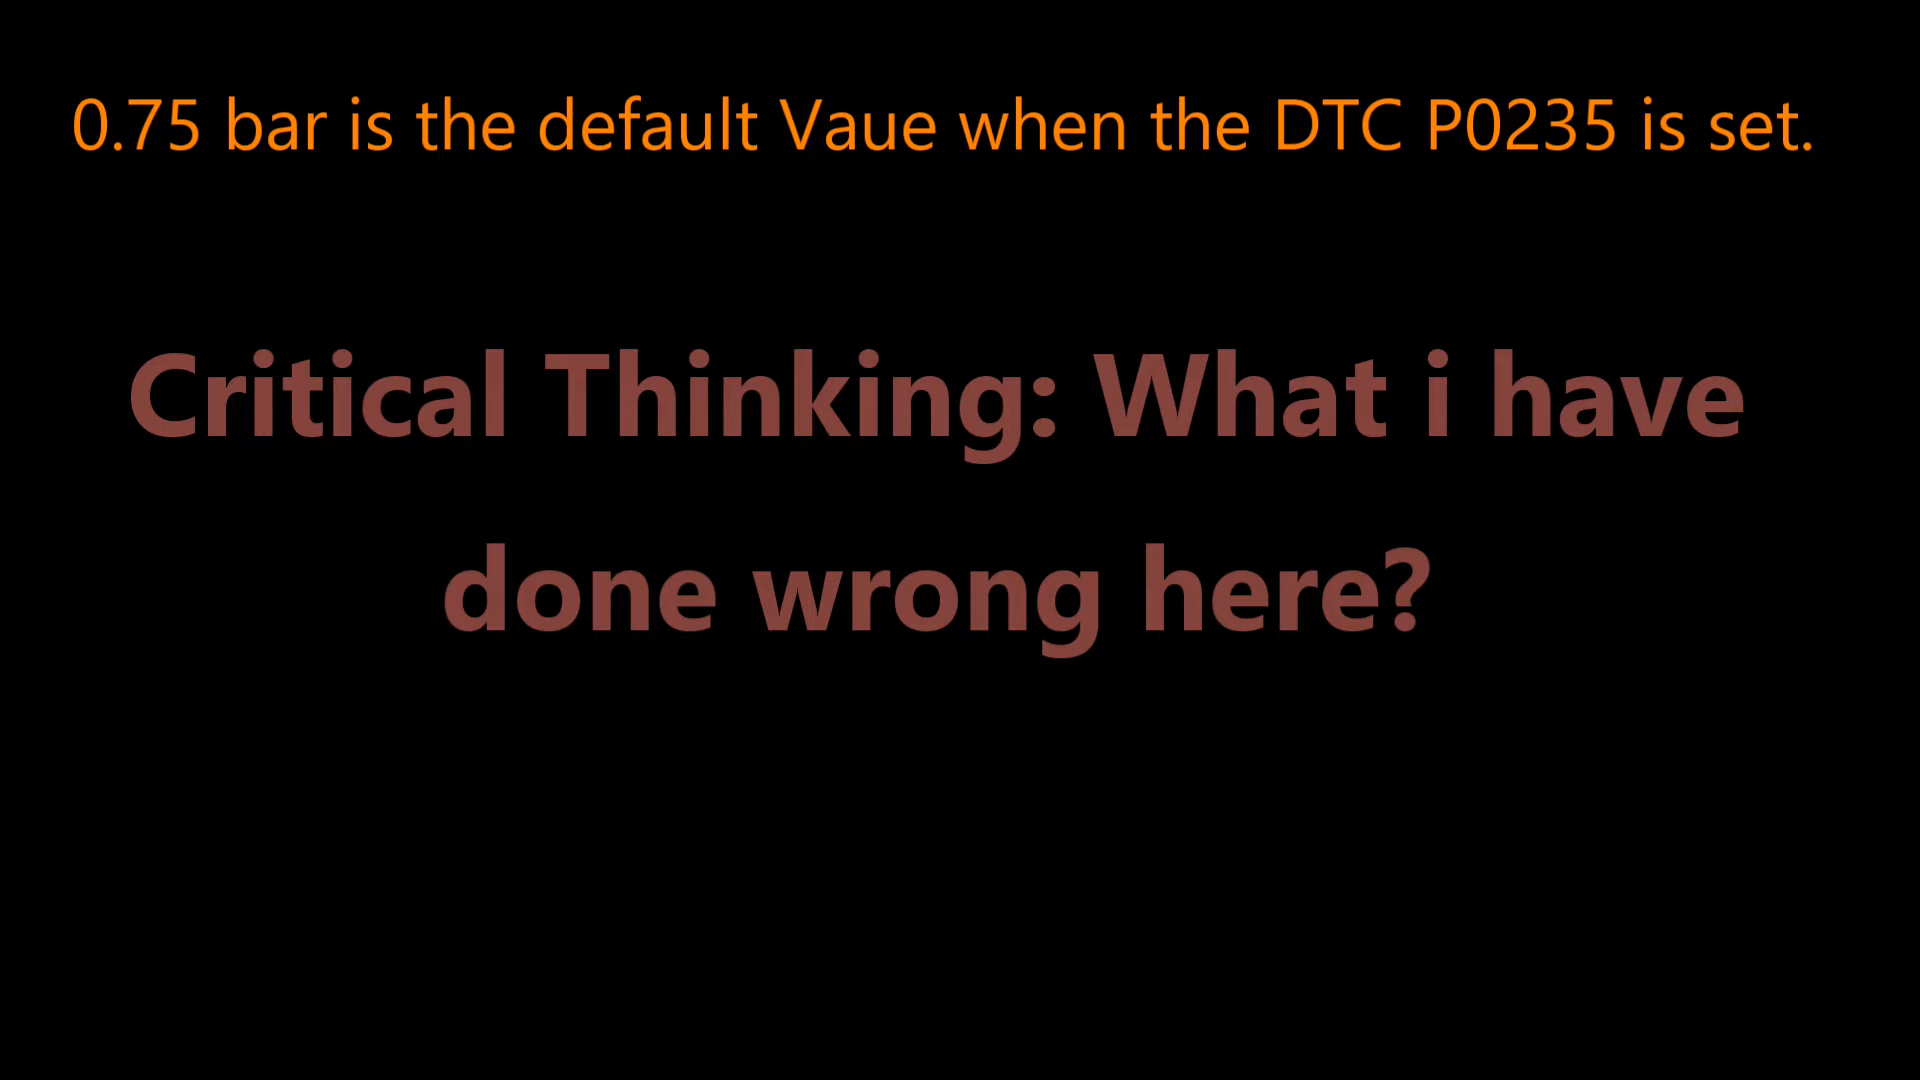 0.75 bar is the default Vaue when the DTC P0235 is set.
Critical Thinking: What i have
done wrong here?